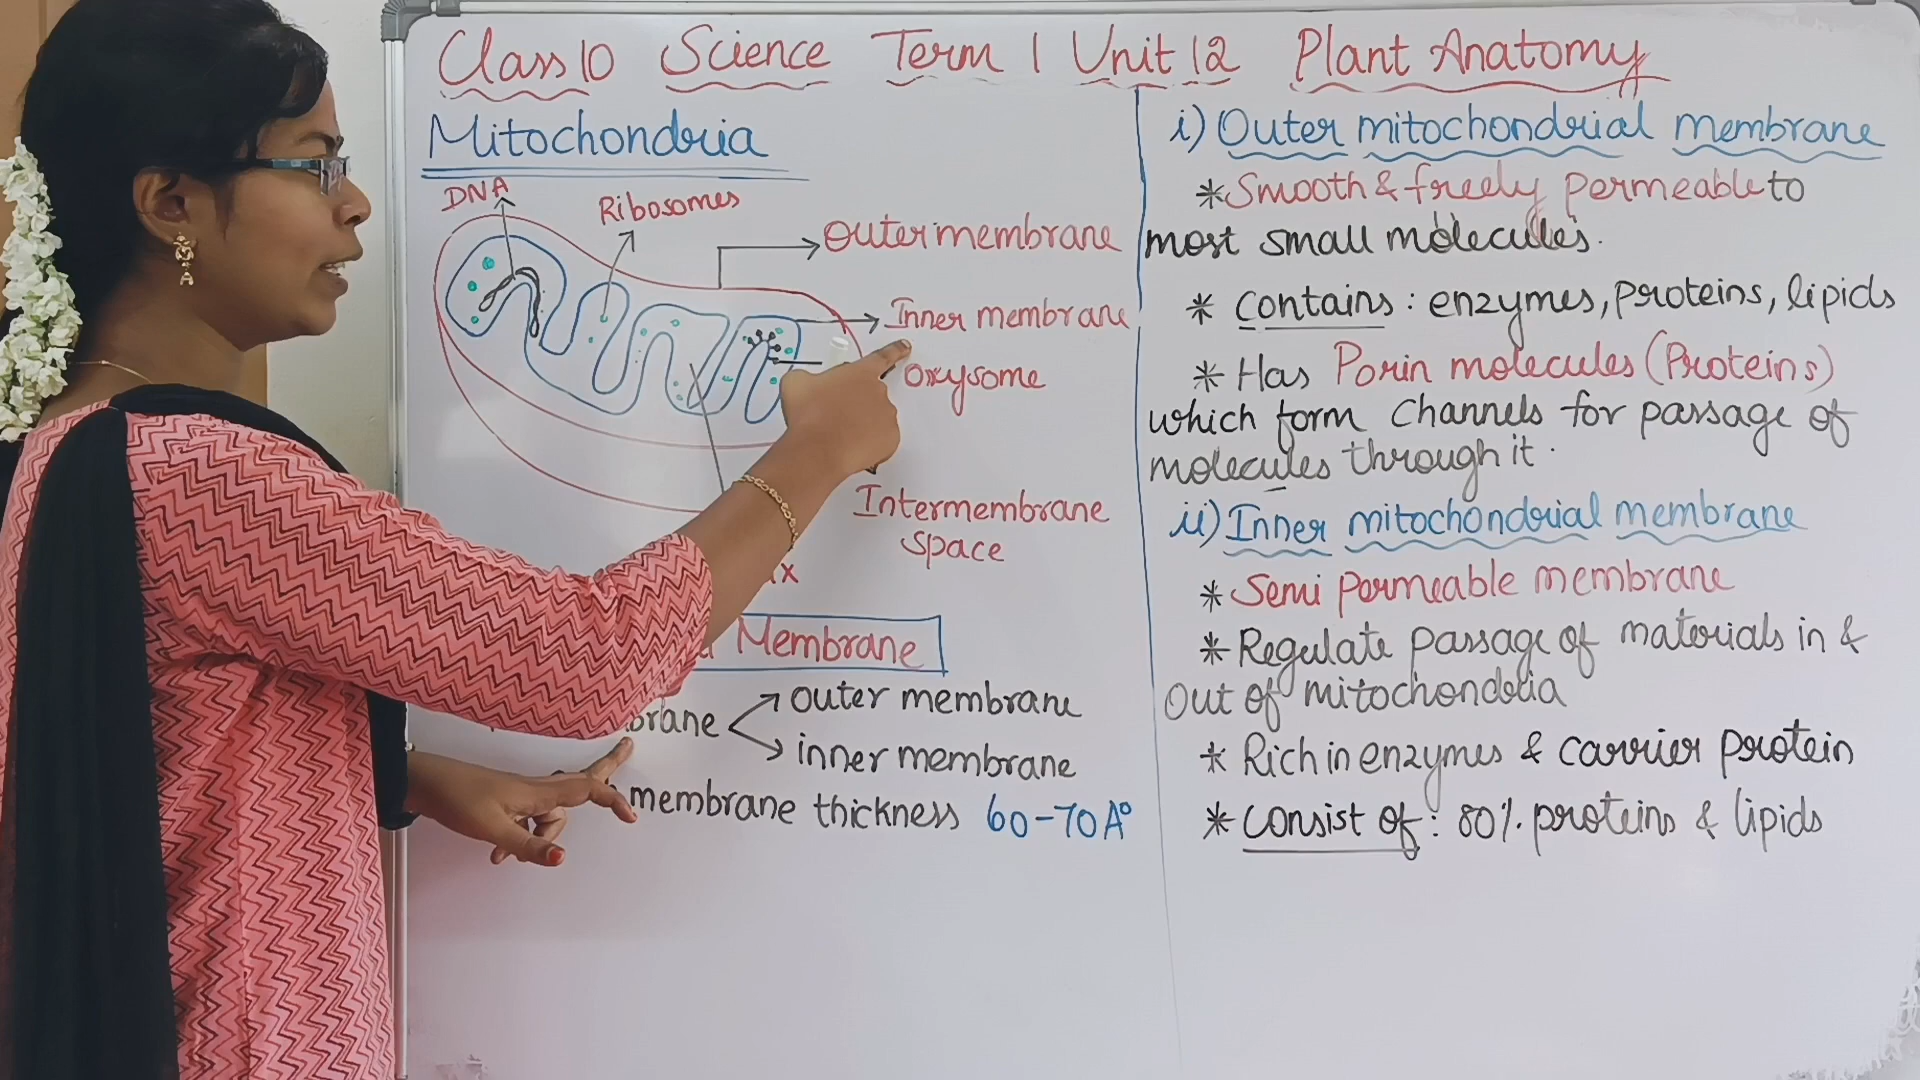 Class 10 Science Term 1 Unit 12 Plant Anatomy
Mitochondria
DNA
Ribosomes
Outer membrane
Inner membrane
Oxysome
Intermembrane
space
Membrane
outer membrane
inner membrane
membrane thickness 60-70A°
i) Outer mitochondrial membrane
* Smooth & freely permeable to
most small molecules.
* Contains : enzymes, proteins, lipids
* Has Porin molecules (Proteins)
which form channels for passage of
molecules through it.
ii) Inner mitochondrial membrane
* Semi permeable membrane
* Regulate passage of materials in &
out of mitochondria
* Rich in enzymes & carrier protein
* Consist of : 80% proteins & lipids